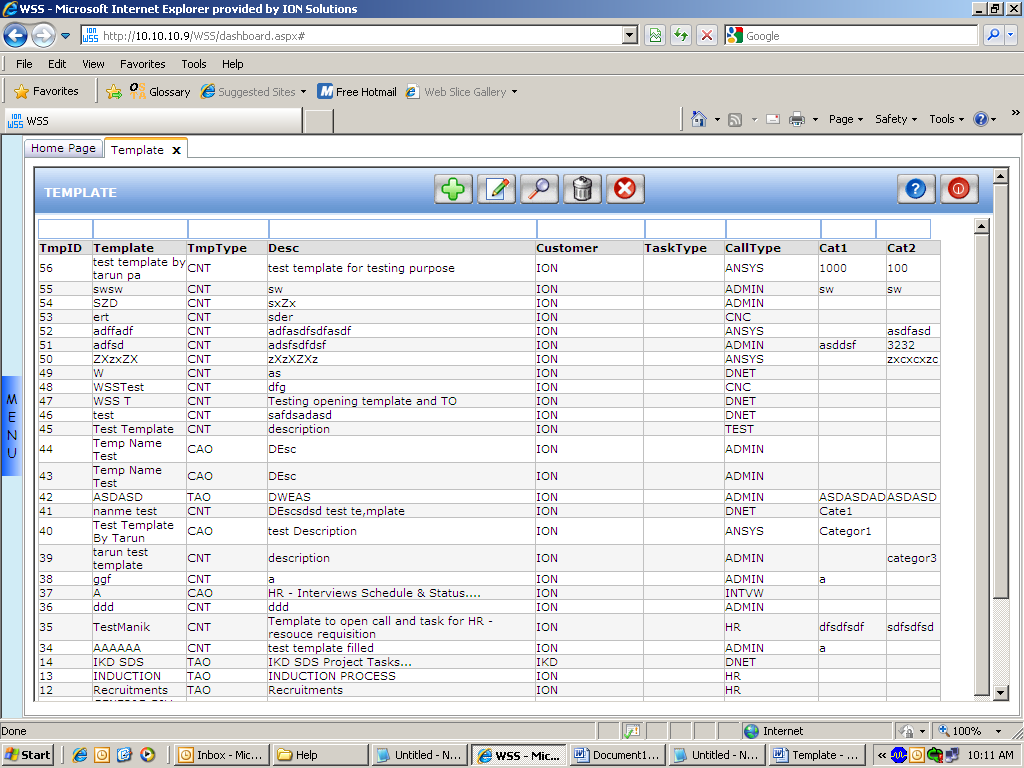 WSS - Microsoft Internet Explorer provided by ION Solutions
ION WSS http://10.10.10.9/WSS/dashboard.aspx# Google
File Edit View Favorites Tools Help
Favorites Glossary Suggested Sites Free Hotmail Web Slice Gallery
ION WSS WSS Page Safety Tools »
Home Page Template x
TEMPLATE
TmpID Template TmpType Desc Customer TaskType CallType Cat1 Cat2
56 test template by tarun pa CNT test template for testing purpose ION ANSYS 1000 100
55 swsw CNT sw ION ADMIN sw sw
54 SZD CNT sxZx ION ADMIN
53 ert CNT sder ION CNC
52 adffadf CNT adfasdfsdfasdf ION ANSYS asdfasd
51 adfsd CNT adsfsdfdsf ION ADMIN asddsf 3232
50 ZXzxZX CNT zXzXZXz ION ANSYS zxcxcxzc
49 W CNT as ION DNET
48 WSSTest CNT dfg ION CNC
47 WSS T CNT Testing opening template and TO ION DNET
46 test CNT safdsadasd ION DNET
45 Test Template CNT description ION TEST
44 Temp Name Test CAO DEsc ION ADMIN
43 Temp Name Test CAO DEsc ION ADMIN
42 ASDASD TAO DWEAS ION ADMIN ASDASDAD ASDASD
41 nanme test CNT DEscsdsd test te,mplate ION DNET Cate1
40 Test Template By Tarun CAO test Description ION ANSYS Categor1
39 tarun test template CNT description ION ADMIN categor3
38 ggf CNT a ION ADMIN a
37 A CAO HR - Interviews Schedule & Status.... ION INTVW
36 ddd CNT ddd ION ADMIN
35 TestManik CNT Template to open call and task for HR - resouce requisition ION HR dfsdfsdf sdfsdfsd
34 AAAAAA CNT test template filled ION ADMIN a
14 IKD SDS TAO IKD SDS Project Tasks... IKD DNET
13 INDUCTION TAO INDUCTION PROCESS ION HR
12 Recruitments TAO Recruitments ION HR
MENU
Done Internet 100%
Start Inbox - Mic... Help Untitled - N... WSS - Mic... Document1... Untitled - N... Template - ... « 10:11 AM